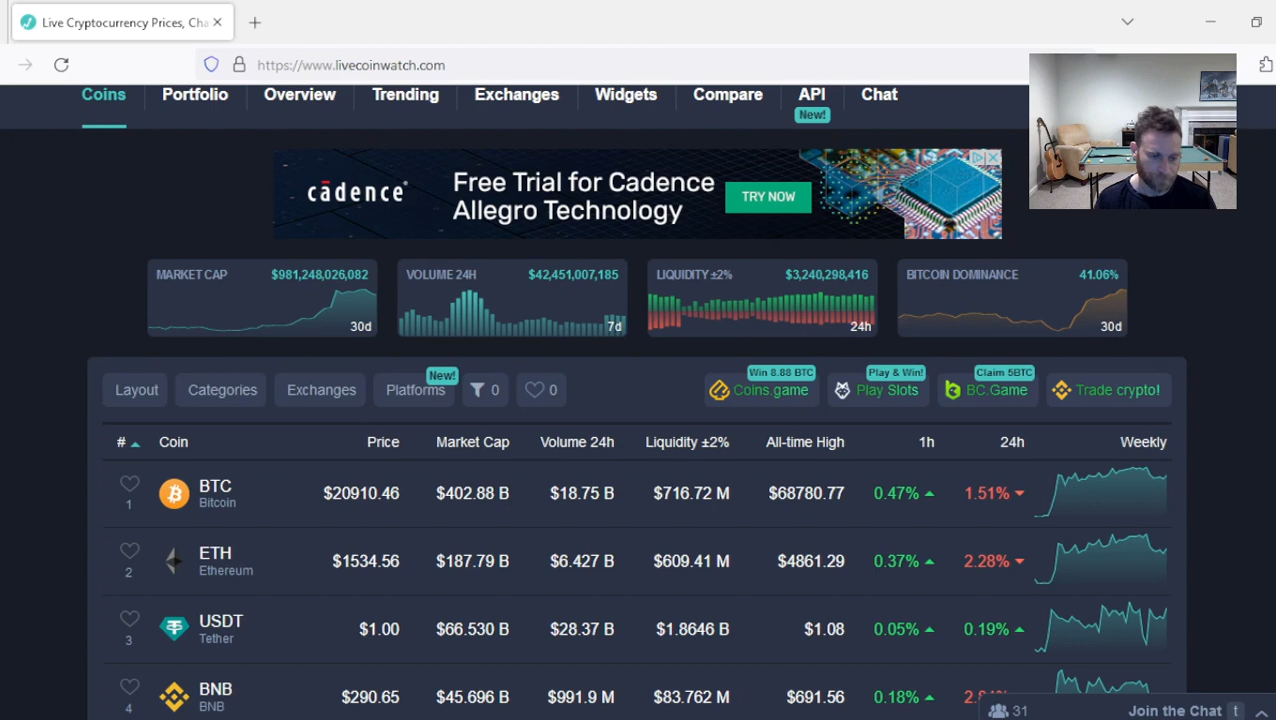 Live Cryptocurrency Prices, Cha
https://www.livecoinwatch.com
Coins Portfolio Overview Trending Exchanges Widgets Compare API Chat
New!
cādence® Free Trial for Cadence Allegro Technology TRY NOW
MARKET CAP $981,248,026,082 VOLUME 24H $42,451,007,185 LIQUIDITY ±2% $3,240,298,416 BITCOIN DOMINANCE 41.06%
30d 7d 24h 30d
New! Win 8.88 BTC Play & Win! Claim 5BTC
Layout Categories Exchanges Platforms 0 0 Coins.game Play Slots BC.Game Trade crypto!
# Coin Price Market Cap Volume 24h Liquidity ±2% All-time High 1h 24h Weekly
1 BTC Bitcoin $20910.46 $402.88 B $18.75 B $716.72 M $68780.77 0.47% 1.51%
2 ETH Ethereum $1534.56 $187.79 B $6.427 B $609.41 M $4861.29 0.37% 2.28%
3 USDT Tether $1.00 $66.530 B $28.37 B $1.8646 B $1.08 0.05% 0.19%
4 BNB BNB $290.65 $45.696 B $991.9 M $83.762 M $691.56 0.18%
31 Join the Chat t